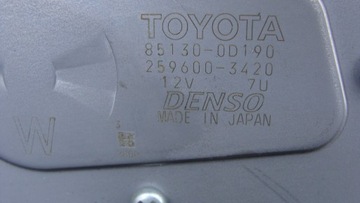 TOYOTA
85130-0D190
259600-3420
12V 7U
DENSO
MADE IN JAPAN
W